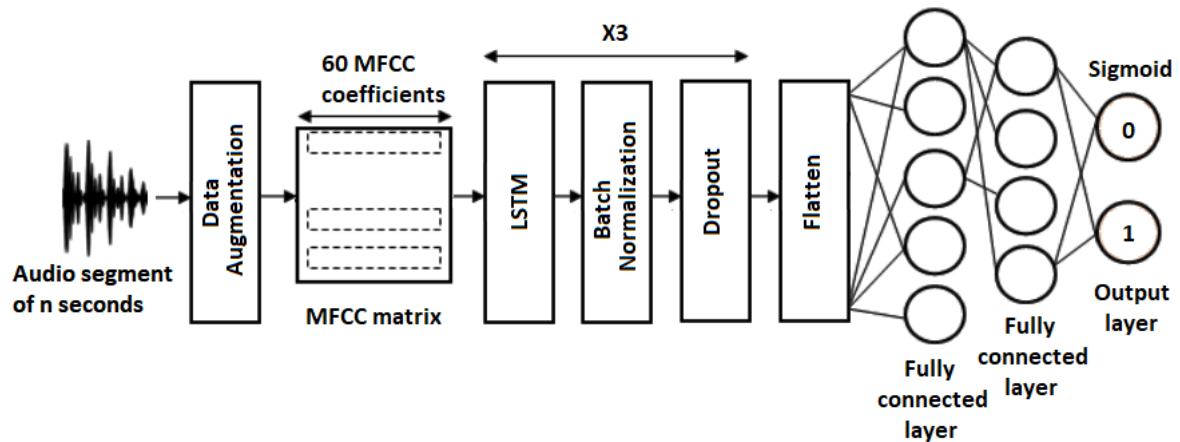 Audio segment
of n seconds
Data
Augmentation
60 MFCC
coefficients
MFCC matrix
X3
LSTM
Batch
Normalization
Dropout
Flatten
Fully
connected
layer
Fully
connected
layer
Sigmoid
0
1
Output
layer